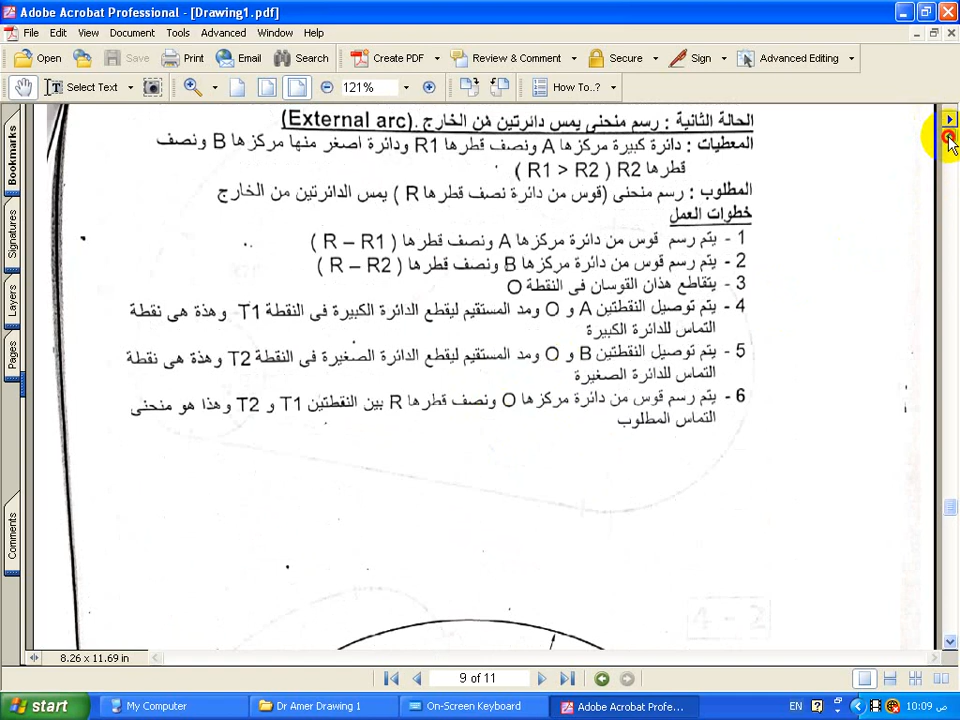 Adobe Acrobat Professional - [Drawing1.pdf]
File Edit View Document Tools Advanced Window Help
Open Save Print Email Search Create PDF Review & Comment Secure Sign Advanced Editing
Select Text 121% How To..?
Bookmarks
Signatures
Layers
Pages
Comments
الحالة الثانية : رسم منحنى يمس دائرتين من الخارج .(External arc)
المعطيات : دائرة كبيرة مركزها A ونصف قطرها R1 ودائرة اصغر منها مركزها B ونصف
قطرها R2 ( R1 > R2 )
المطلوب : رسم منحنى (قوس من دائرة نصف قطرها R ) يمس الدائرتين من الخارج
خطوات العمل
1 - يتم رسم قوس من دائرة مركزها A ونصف قطرها ( R – R1 )
2 - يتم رسم قوس من دائرة مركزها B ونصف قطرها ( R – R2 )
3 - يتقاطع هذان القوسان فى النقطة O
4 - يتم توصيل النقطتين A و O ومد المستقيم ليقطع الدائرة الكبيرة فى النقطة T1 وهذة هى نقطة
التماس للدائرة الكبيرة
5 - يتم توصيل النقطتين B و O ومد المستقيم ليقطع الدائرة الصغيرة فى النقطة T2 وهذة هى نقطة
التماس للدائرة الصغيرة
6 - يتم رسم قوس من دائرة مركزها O ونصف قطرها R بين النقطتين T1 و T2 وهذا هو منحنى
التماس المطلوب
4 - 2
8.26 x 11.69 in
9 of 11
start My Computer Dr Amer Drawing 1 On-Screen Keyboard Adobe Acrobat Profe... EN 10:09 ص